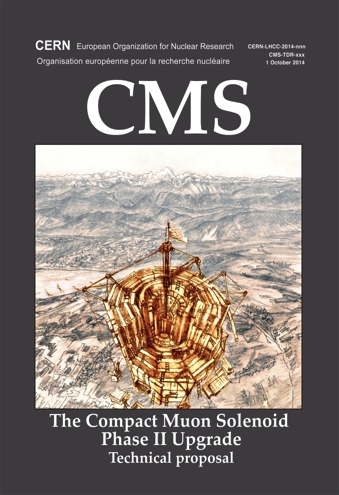 CERN European Organization for Nuclear Research
Organisation européenne pour la recherche nucléaire
CERN-LHCC-2014-nnn
CMS-TDR-xxx
1 October 2014
CMS
The Compact Muon Solenoid
Phase II Upgrade
Technical proposal